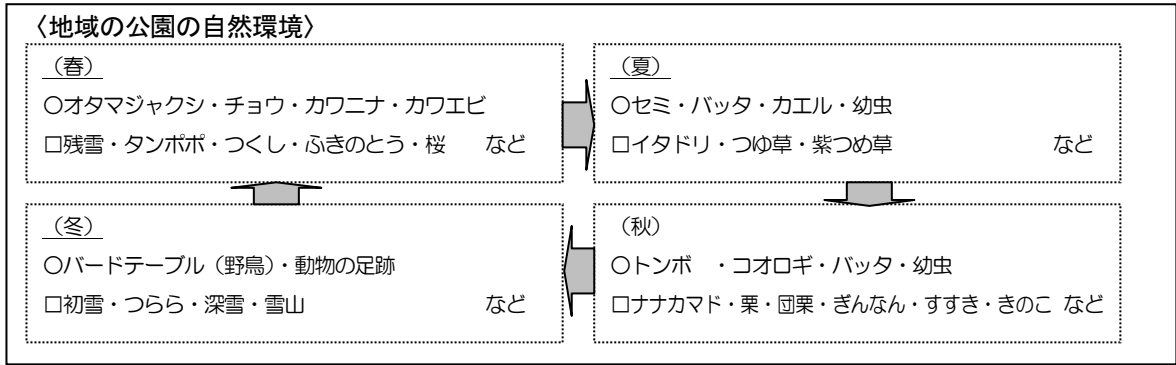 〈地域の公園の自然環境〉
（春）
○オタマジャクシ・チョウ・カワニナ・カワエビ
□残雪・タンポポ・つくし・ふきのとう・桜　など
（夏）
○セミ・バッタ・カエル・幼虫
□イタドリ・つゆ草・紫つめ草　など
（冬）
○バードテーブル（野鳥）・動物の足跡
□初雪・つらら・深雪・雪山　など
（秋）
○トンボ　・コオロギ・バッタ・幼虫
□ナナカマド・栗・団栗・ぎんなん・すすき・きのこ など